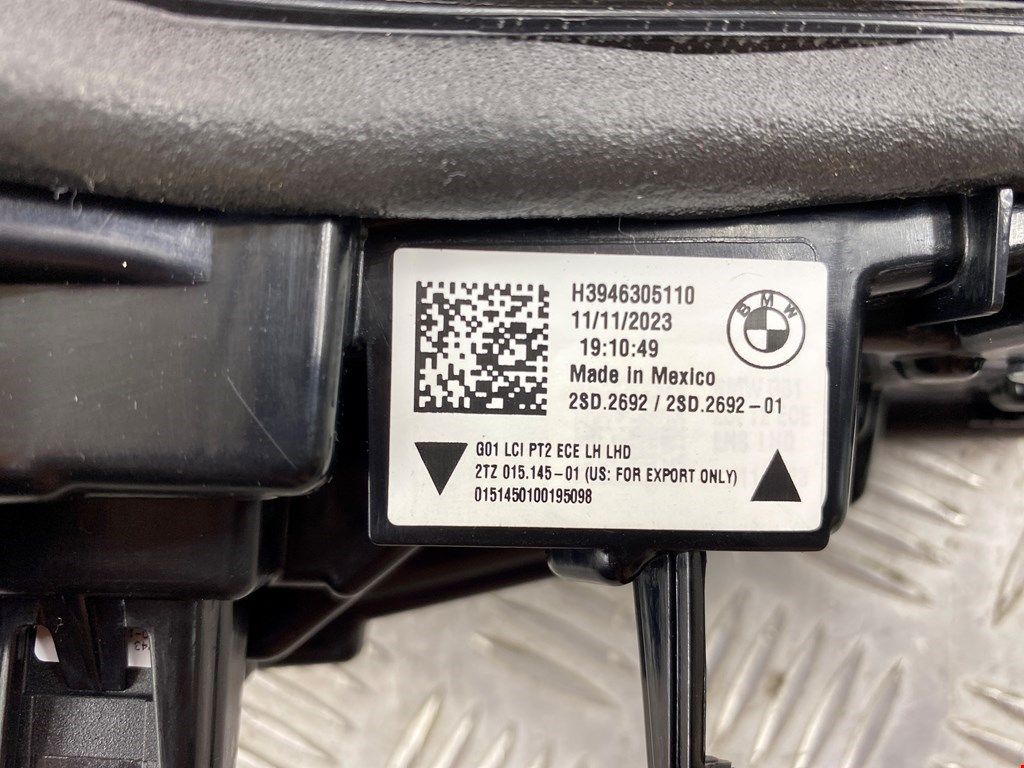 H3946305110
11/11/2023
19:10:49
Made in Mexico
2SD.2692 / 2SD.2692-01
BMW
G01 LCI PT2 ECE LH LHD
2TZ 015.145-01 (US: FOR EXPORT ONLY)
0151450100195098